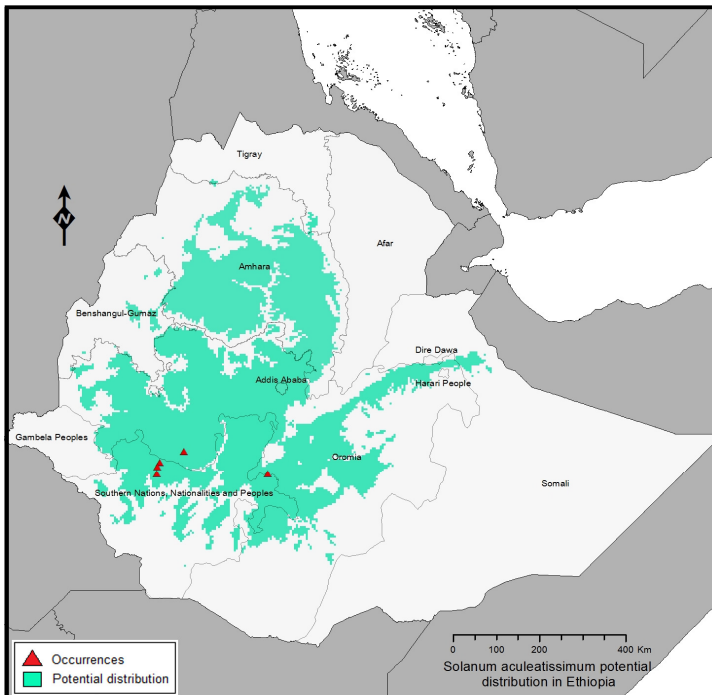 Tigray
Afar
Amhara
Benshangul-Gumaz
Dire Dawa
Addis Ababa
Harari People
Gambela Peoples
Oromia
Somali
Southern Nations, Nationalities and Peoples
N
0 100 200 400 Km
Solanum aculeatissimum potential
distribution in Ethiopia
Occurrences
Potential distribution